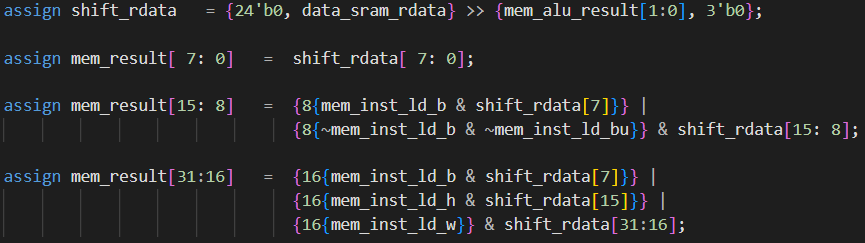 assign shift_rdata   = {24'b0, data_sram_rdata} >> {mem_alu_result[1:0], 3'b0};
assign mem_result[ 7: 0]   =  shift_rdata[ 7: 0];
assign mem_result[15: 8]   =  {8{mem_inst_ld_b & shift_rdata[7]}} |
{8{~mem_inst_ld_b & ~mem_inst_ld_bu}} & shift_rdata[15: 8];
assign mem_result[31:16]   =  {16{mem_inst_ld_b & shift_rdata[7]}} |
{16{mem_inst_ld_h & shift_rdata[15]}} |
{16{mem_inst_ld_w}} & shift_rdata[31:16];